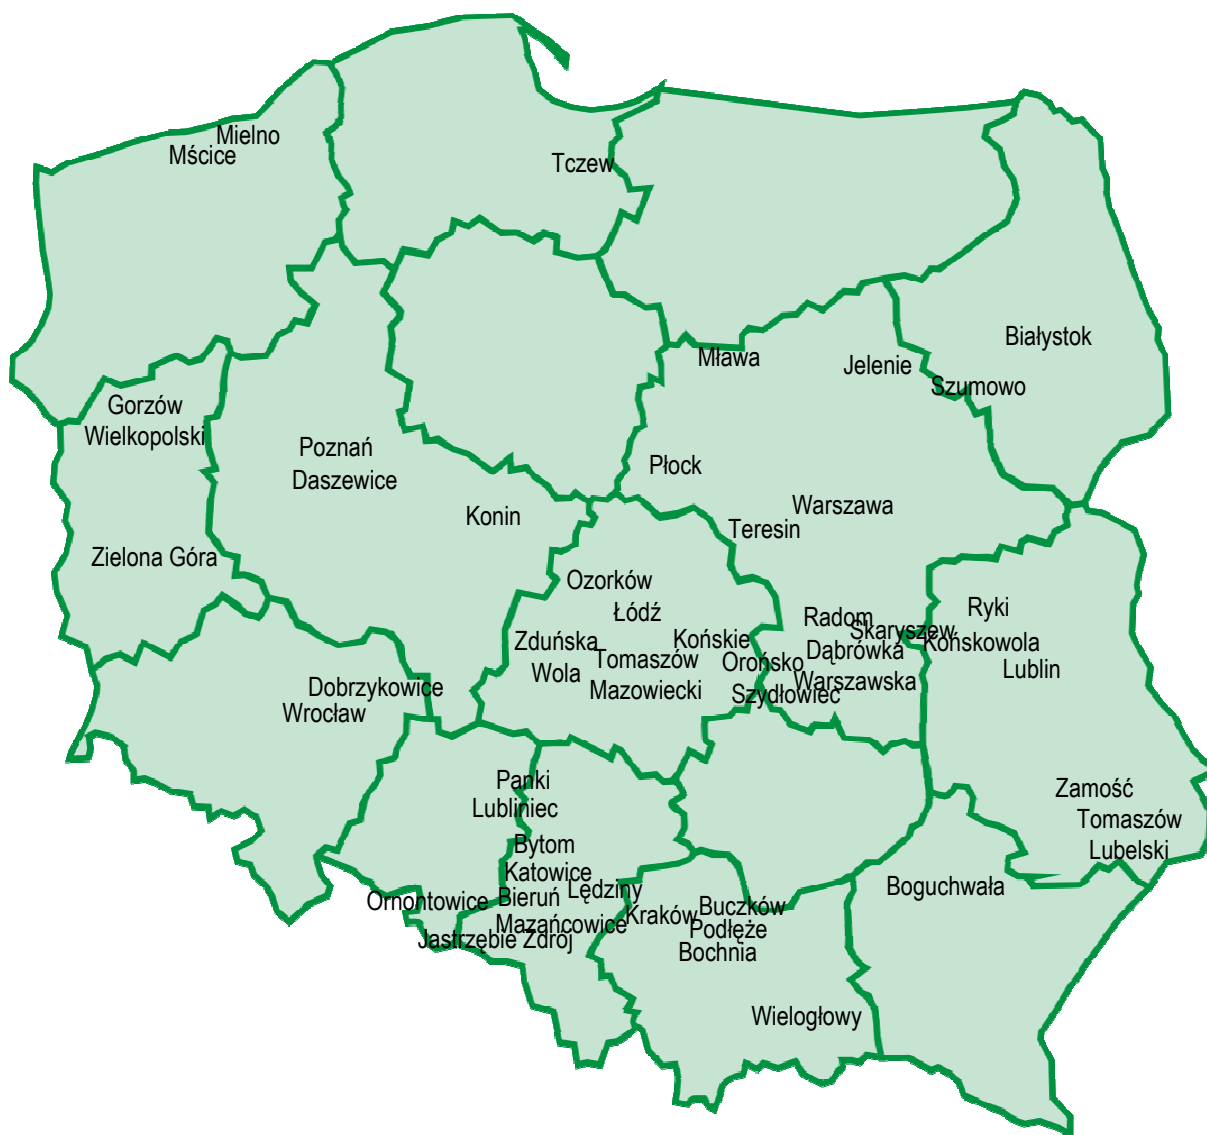 Mielno
Mścice
Tczew
Białystok
Mława
Jelenie
Szumowo
Gorzów
Wielkopolski
Poznań
Daszewice
Płock
Konin
Warszawa
Teresin
Zielona Góra
Ozorków
Łódź
Ryki
Radom
Skaryszew
Końskowola
Zduńska
Wola
Końskie
Tomaszów
Mazowiecki
Dąbrówka
Warszawska
Orońsko
Szydłowiec
Lublin
Dobrzykowice
Wrocław
Panki
Lubliniec
Zamość
Tomaszów
Lubelski
Bytom
Katowice
Ornontowice
Bieruń
Lędziny
Boguchwała
Mazańcowice
Kraków
Buczków
Podłęże
Bochnia
Jastrzębie Zdrój
Wielogłowy